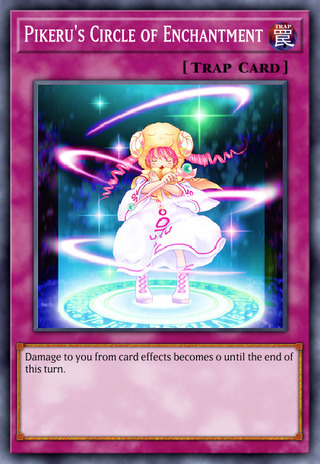 Pikeru's Circle of Enchantment
TRAP
罠
[Trap Card]
Damage to you from card effects becomes 0 until the end of
this turn.